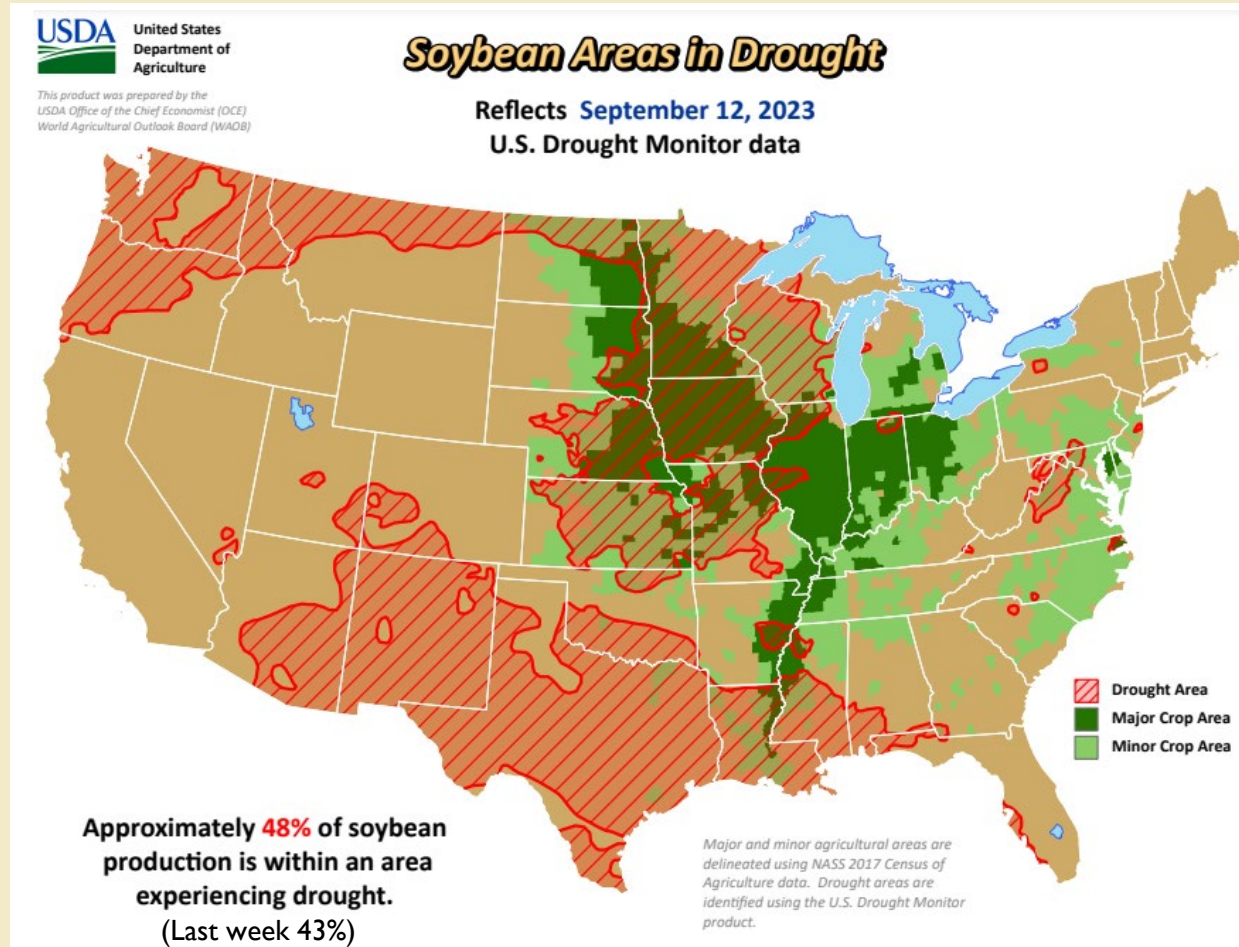 USDA
United States
Department of
Agriculture
This product was prepared by the
USDA Office of the Chief Economist (OCE)
World Agricultural Outlook Board (WAOB)
Soybean Areas in Drought
Reflects September 12, 2023
U.S. Drought Monitor data
Drought Area
Major Crop Area
Minor Crop Area
Approximately 48% of soybean
production is within an area
experiencing drought.
(Last week 43%)
Major and minor agricultural areas are
delineated using NASS 2017 Census of
Agriculture data. Drought areas are
identified using the U.S. Drought Monitor
product.